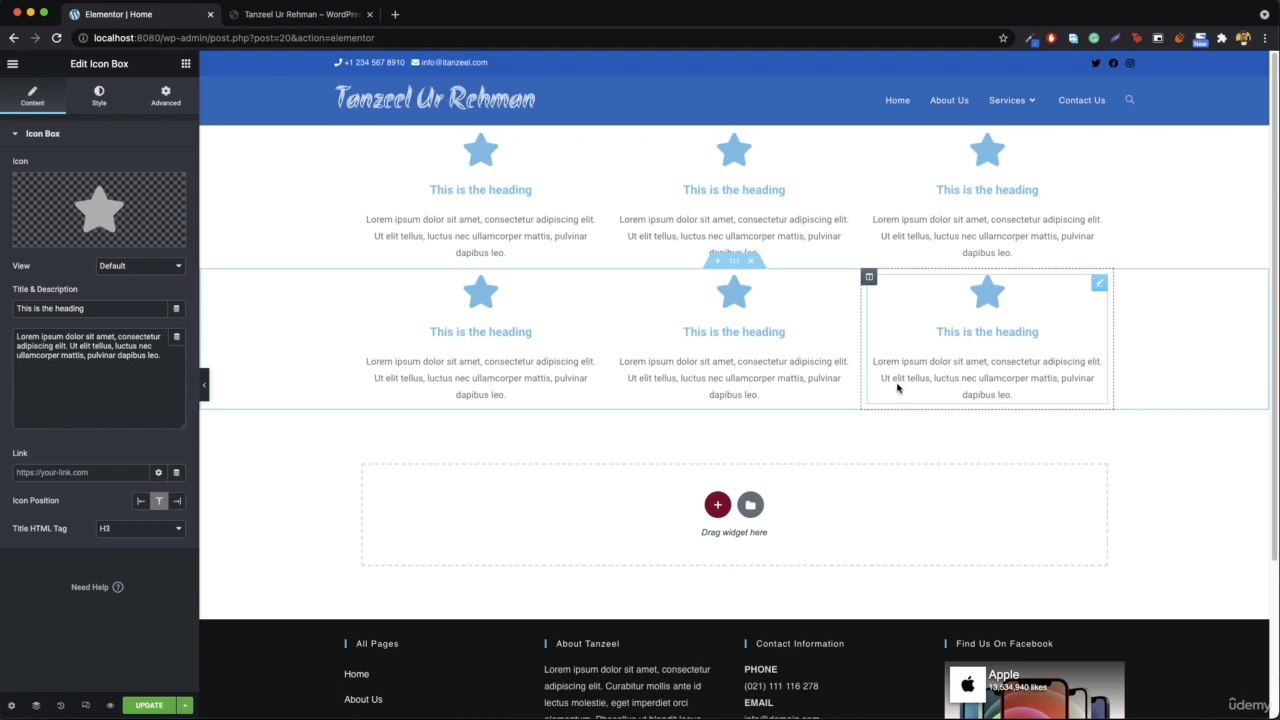 Elementor | Home
Tanzeel Ur Rehman – WordPre
localhost:8080/wp-admin/post.php?post=20&action=elementor
New
Edit Icon Box
Content
Style
Advanced
Icon Box
Icon
View
Default
Title & Description
This is the heading
Lorem ipsum dolor sit amet, consectetur
adipiscing elit. Ut elit tellus, luctus nec
ullamcorper mattis, pulvinar dapibus leo.
Link
https://your-link.com
Icon Position
Title HTML Tag
H3
Need Help ?
UPDATE
+1 234 567 8910 info@itanzeel.com
Tanzeel Ur Rehman
Home About Us Services Contact Us
This is the heading
Lorem ipsum dolor sit amet, consectetur adipiscing elit.
Ut elit tellus, luctus nec ullamcorper mattis, pulvinar
dapibus leo.
This is the heading
Lorem ipsum dolor sit amet, consectetur adipiscing elit.
Ut elit tellus, luctus nec ullamcorper mattis, pulvinar
dapibus leo.
This is the heading
Lorem ipsum dolor sit amet, consectetur adipiscing elit.
Ut elit tellus, luctus nec ullamcorper mattis, pulvinar
dapibus leo.
This is the heading
Lorem ipsum dolor sit amet, consectetur adipiscing elit.
Ut elit tellus, luctus nec ullamcorper mattis, pulvinar
dapibus leo.
This is the heading
Lorem ipsum dolor sit amet, consectetur adipiscing elit.
Ut elit tellus, luctus nec ullamcorper mattis, pulvinar
dapibus leo.
This is the heading
Lorem ipsum dolor sit amet, consectetur adipiscing elit.
Ut elit tellus, luctus nec ullamcorper mattis, pulvinar
dapibus leo.
Drag widget here
All Pages
Home
About Us
About Tanzeel
Lorem ipsum dolor sit amet, consectetur
adipiscing elit. Curabitur mollis ante id
lectus molestie, eget imperdiet orci
elementum. Phasellus ut blandit lacus
Contact Information
PHONE
(021) 111 116 278
EMAIL
info@domain.com
Find Us On Facebook
Apple
13,534,940 likes
ûdemy